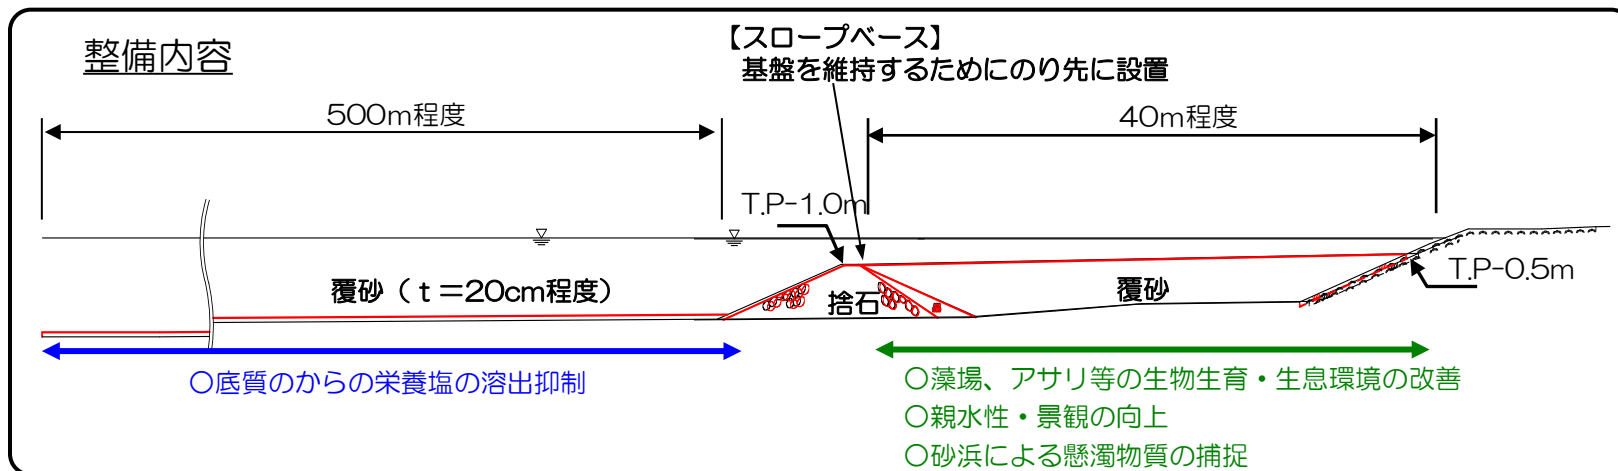 整備内容
【スロープベース】
基盤を維持するためにのり先に設置
500m程度
40m程度
T.P-1.0m
覆砂（ｔ＝20cm程度）
捨石
覆砂
T.P-0.5m
○底質のからの栄養塩の溶出抑制
○藻場、アサリ等の生物生育・生息環境の改善
○親水性・景観の向上
○砂浜による懸濁物質の捕捉